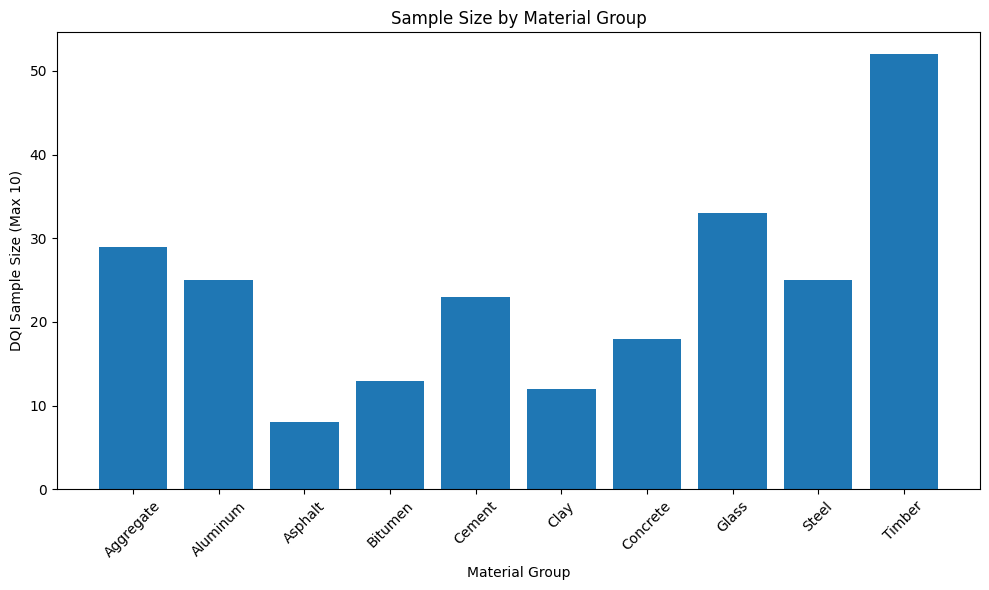 Sample Size by Material Group
DQI Sample Size (Max 10)
50
40
30
20
10
0
Aggregate
Aluminum
Asphalt
Bitumen
Cement
Clay
Concrete
Glass
Steel
Timber
Material Group